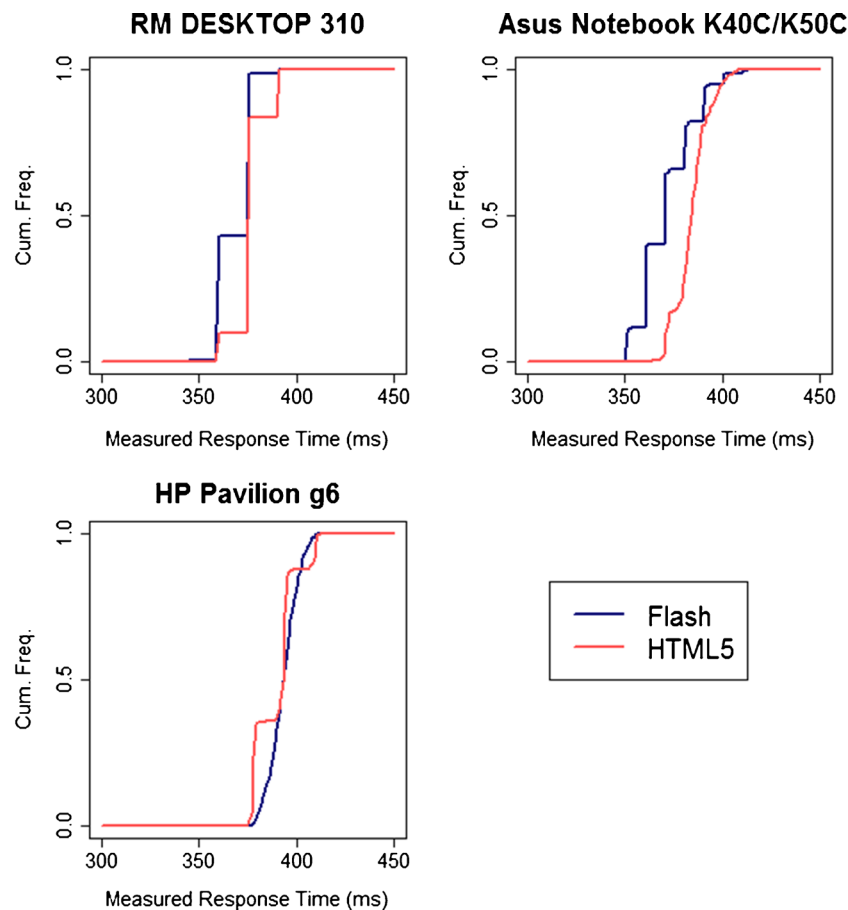 RM DESKTOP 310
Cum. Freq.
1.0
0.5
0.0
300 350 400 450
Measured Response Time (ms)
Asus Notebook K40C/K50C
Cum. Freq.
1.0
0.5
0.0
300 350 400 450
Measured Response Time (ms)
HP Pavilion g6
Cum. Freq.
1.0
0.5
0.0
300 350 400 450
Measured Response Time (ms)
Flash
HTML5